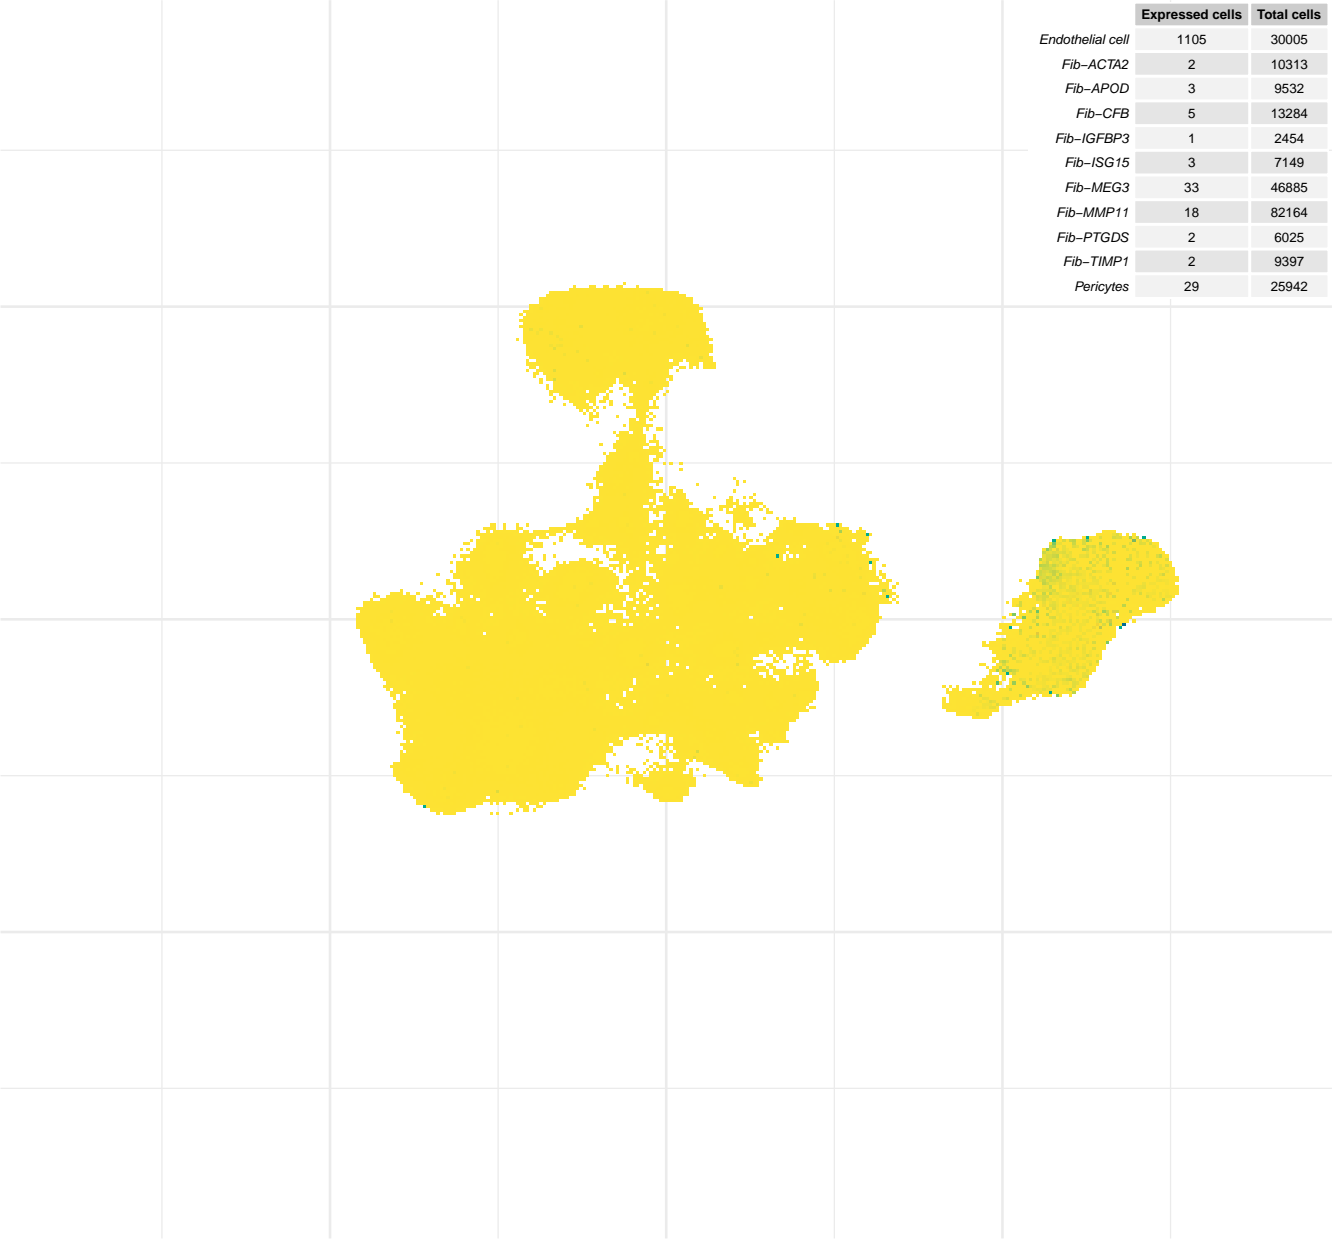 Expressed cells Total cells
Endothelial cell 1105 30005
Fib−ACTA2 2 10313
Fib−APOD 3 9532
Fib−CFB 5 13284
Fib−IGFBP3 1 2454
Fib−ISG15 3 7149
Fib−MEG3 33 46885
Fib−MMP11 18 82164
Fib−PTGDS 2 6025
Fib−TIMP1 2 9397
Pericytes 29 25942